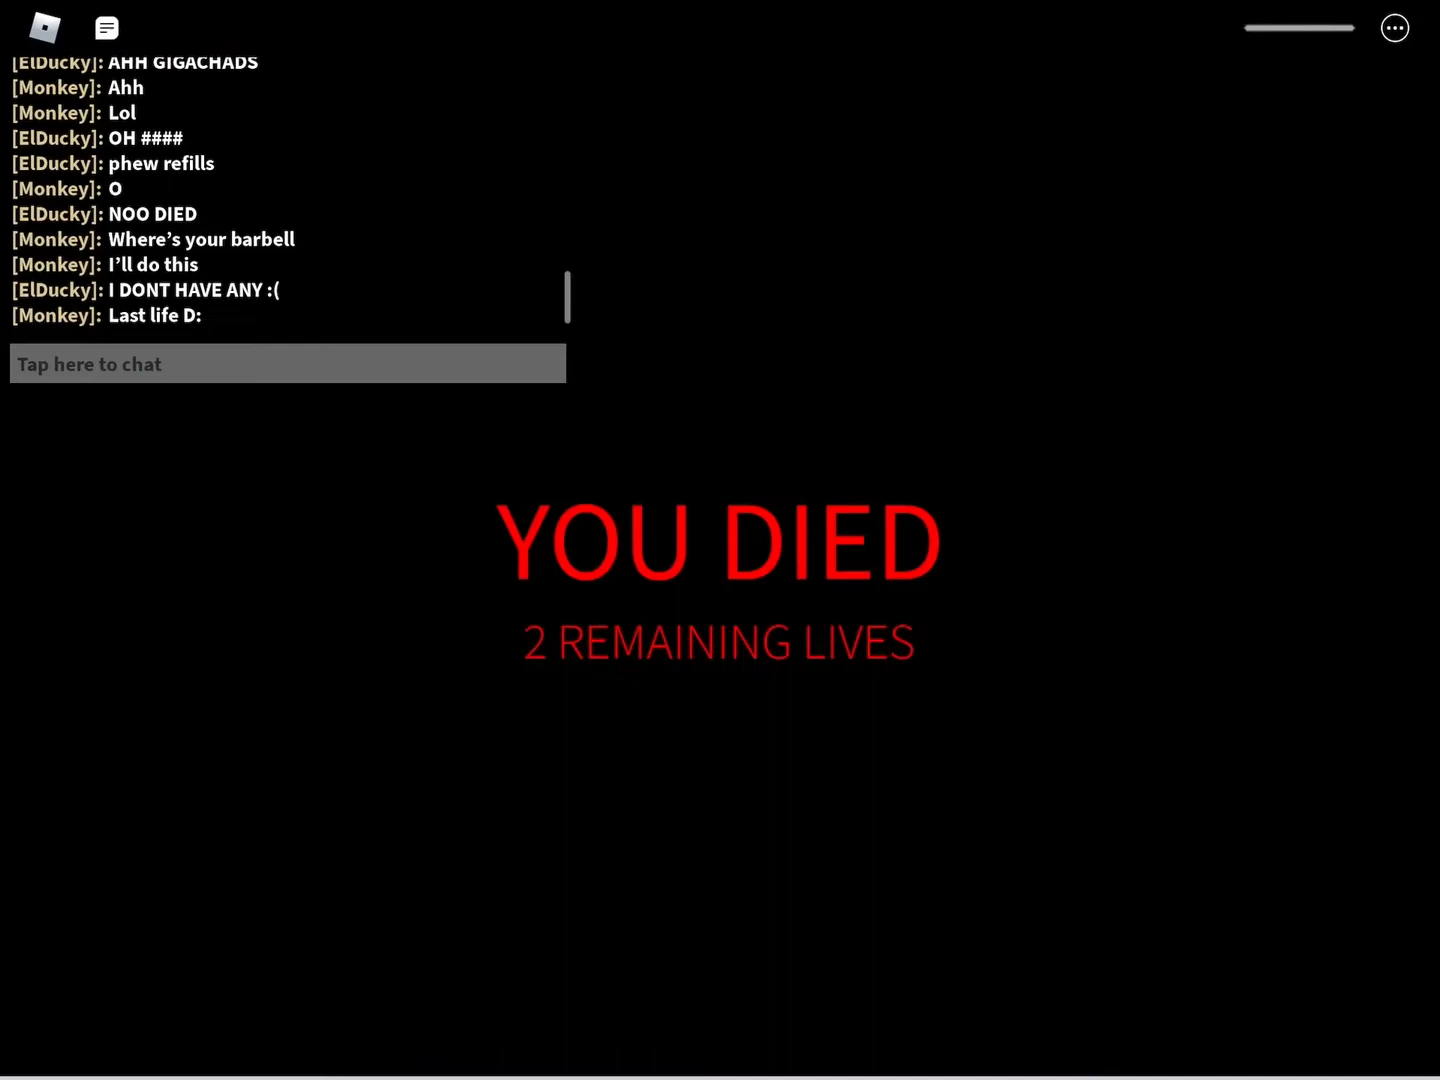 [ElDucky]: AHH GIGACHADS
[Monkey]: Ahh
[Monkey]: Lol
[ElDucky]: OH ####
[ElDucky]: phew refills
[Monkey]: O
[ElDucky]: NOO DIED
[Monkey]: Where’s your barbell
[Monkey]: I’ll do this
[ElDucky]: I DONT HAVE ANY :(
[Monkey]: Last life D:
Tap here to chat
YOU DIED
2 REMAINING LIVES